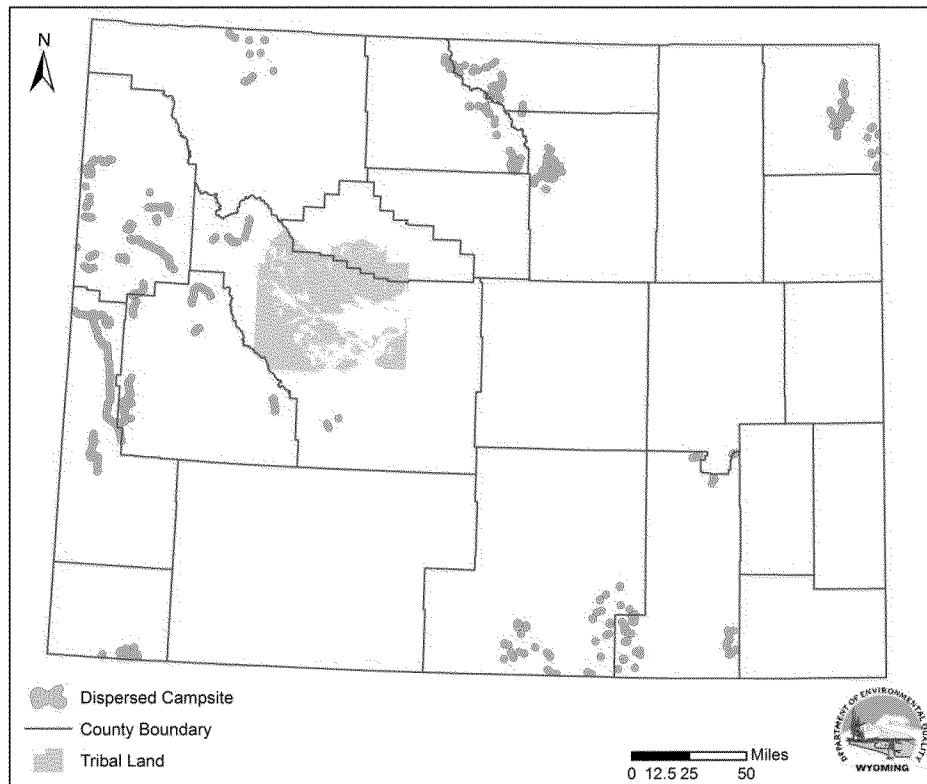 N
Dispersed Campsite
County Boundary
Tribal Land
Miles
0 12.5 25 50
DEPARTMENT OF ENVIRONMENTAL QUALITY
WYOMING